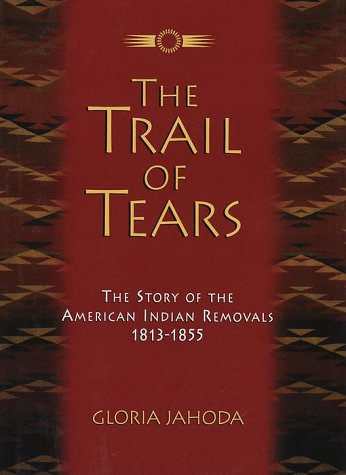 THE
TRAIL
OF
TEARS
THE STORY OF THE
AMERICAN INDIAN REMOVALS
1813-1855
GLORIA JAHODA